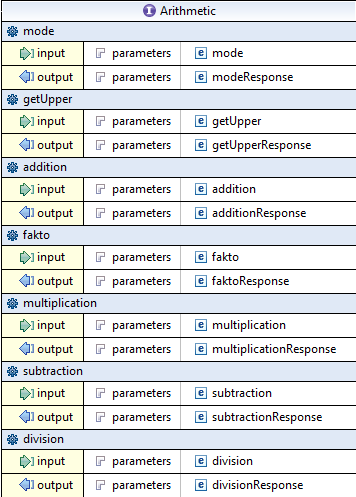 Arithmetic
mode
input parameters mode
output parameters modeResponse
getUpper
input parameters getUpper
output parameters getUpperResponse
addition
input parameters addition
output parameters additionResponse
fakto
input parameters fakto
output parameters faktoResponse
multiplication
input parameters multiplication
output parameters multiplicationResponse
subtraction
input parameters subtraction
output parameters subtractionResponse
division
input parameters division
output parameters divisionResponse